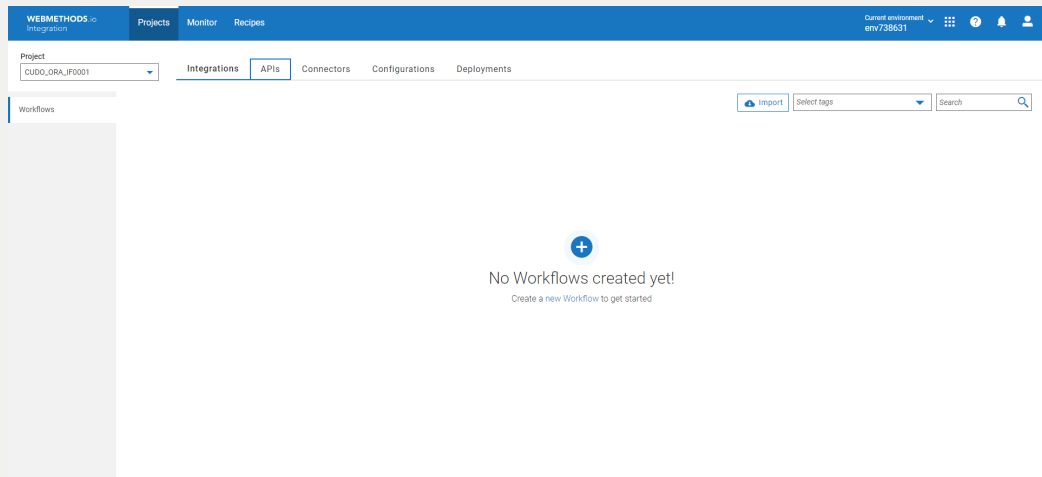 WEBMETHODS.io
Integration
Projects
Monitor
Recipes
Current environment
env738631
Project
CUDO_ORA_IF0001
Integrations
APIs
Connectors
Configurations
Deployments
Workflows
Import
Select tags
Search
No Workflows created yet!
Create a new Workflow to get started